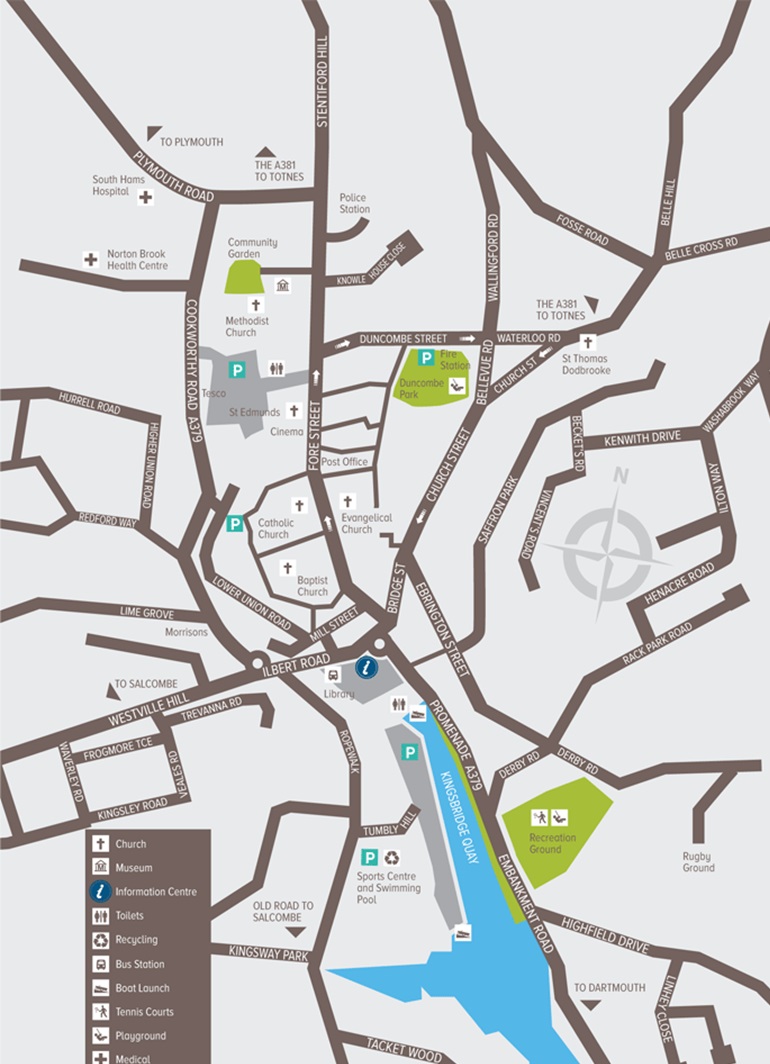 STENTIFORD HILL
TO PLYMOUTH
PLYMOUTH ROAD
THE A381
TO TOTNES
South Hams
Hospital
Police
Station
WALLINGFORD RD
FOSSE ROAD
BELLE HILL
BELLE CROSS RD
Norton Brook
Health Centre
Community
Garden
KNOWLE HOUSE CLOSE
Methodist
Church
THE A381
TO TOTNES
DUNCOMBE STREET
WATERLOO RD
St Thomas
Dodbrooke
COOKWORTHY ROAD A379
P
P
Fire
Station
Duncombe
Park
BELLEVUE RD
CHURCH ST
Tesco
St Edmunds
Cinema
FORE STREET
HURRELL ROAD
HIGHER UNION ROAD
REDFORD WAY
Post Office
CHURCH STREET
BECKET'S RD
KENWITH DRIVE
WASHABROOK WAY
ILTON WAY
VINCENT'S ROAD
SAFFRON PARK
N
P
Catholic
Church
Evangelical
Church
Baptist
Church
LOWER UNION ROAD
MILL STREET
BRIDGE ST
EBRINGTON STREET
HENACRE ROAD
RACK PARK ROAD
LIME GROVE
Morrisons
ILBERT ROAD
i
Library
TO SALCOMBE
WESTVILLE HILL
TREVANNA RD
FROGMORE TCE
WAVERLEY RD
VEALES RD
KINGSLEY ROAD
ROPEWALK
P
PROMENADE A379
KINGSBRIDGE QUAY
DERBY RD
DERBY RD
TUMBLY HILL
Recreation
Ground
Rugby
Ground
P
Sports Centre
and Swimming
Pool
EMBANKMENT ROAD
OLD ROAD TO
SALCOMBE
KINGSWAY PARK
HIGHFIELD DRIVE
TO DARTMOUTH
LINHEY CLOSE
TACKET WOOD
Church
Museum
i Information Centre
Toilets
Recycling
Bus Station
Boat Launch
Tennis Courts
Playground
Medical